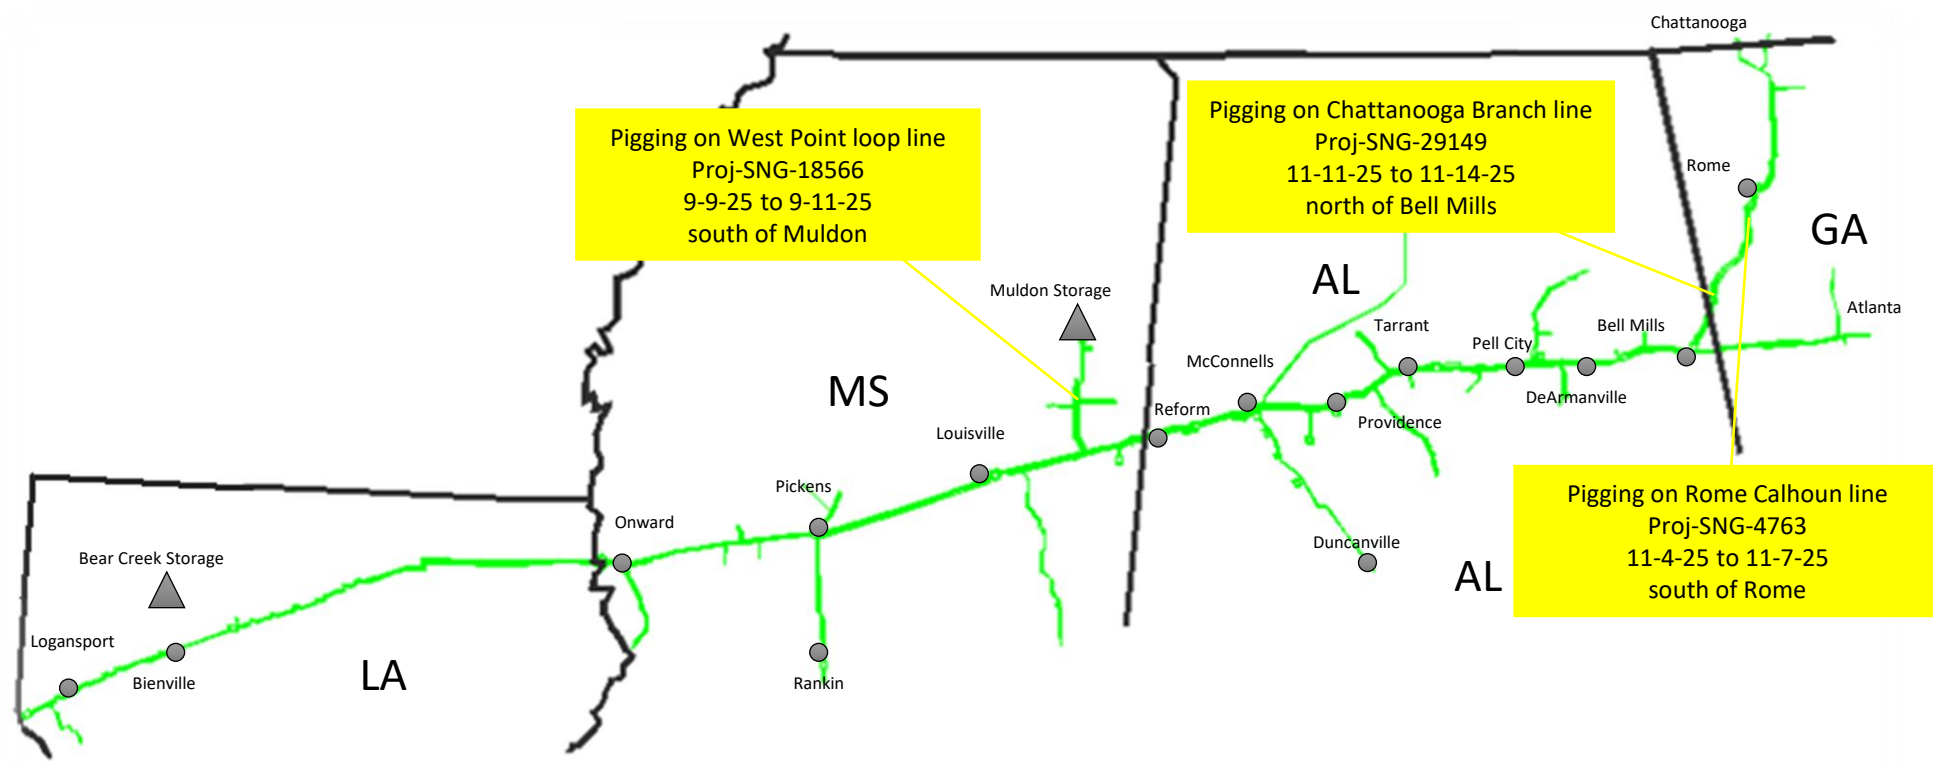 Chattanooga
Pigging on West Point loop line
Proj-SNG-18566
9-9-25 to 9-11-25
south of Muldon
Pigging on Chattanooga Branch line
Proj-SNG-29149
11-11-25 to 11-14-25
north of Bell Mills
Rome
GA
AL
Muldon Storage
Atlanta
Tarrant
Bell Mills
Pell City
McConnells
MS
DeArmanville
Reform
Providence
Louisville
Pickens
Pigging on Rome Calhoun line
Proj-SNG-4763
11-4-25 to 11-7-25
south of Rome
Onward
Duncanville
Bear Creek Storage
AL
Logansport
Bienville
LA
Rankin